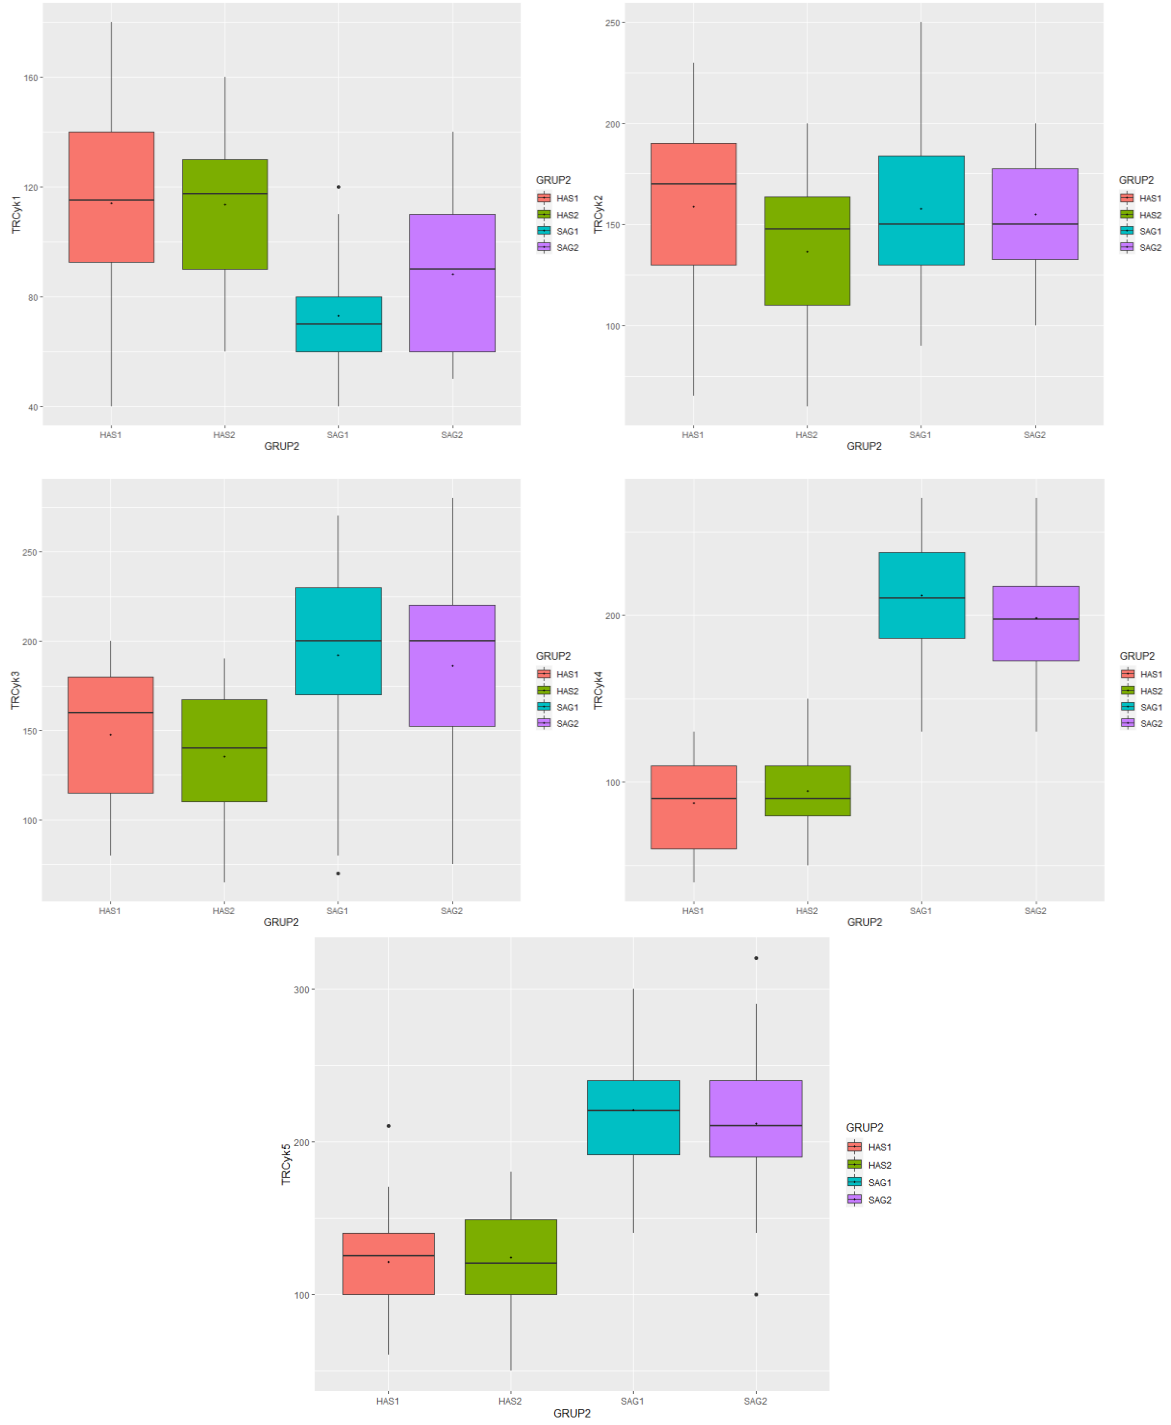 TRCyk1
160
120
80
40
HAS1 HAS2 SAG1 SAG2
GRUP2
GRUP2
HAS1
HAS2
SAG1
SAG2
TRCyk2
250
200
150
100
HAS1 HAS2 SAG1 SAG2
GRUP2
GRUP2
HAS1
HAS2
SAG1
SAG2
TRCyk3
250
200
150
100
HAS1 HAS2 SAG1 SAG2
GRUP2
GRUP2
HAS1
HAS2
SAG1
SAG2
TRCyk4
200
100
HAS1 HAS2 SAG1 SAG2
GRUP2
GRUP2
HAS1
HAS2
SAG1
SAG2
TRCyk5
300
200
100
HAS1 HAS2 SAG1 SAG2
GRUP2
GRUP2
HAS1
HAS2
SAG1
SAG2